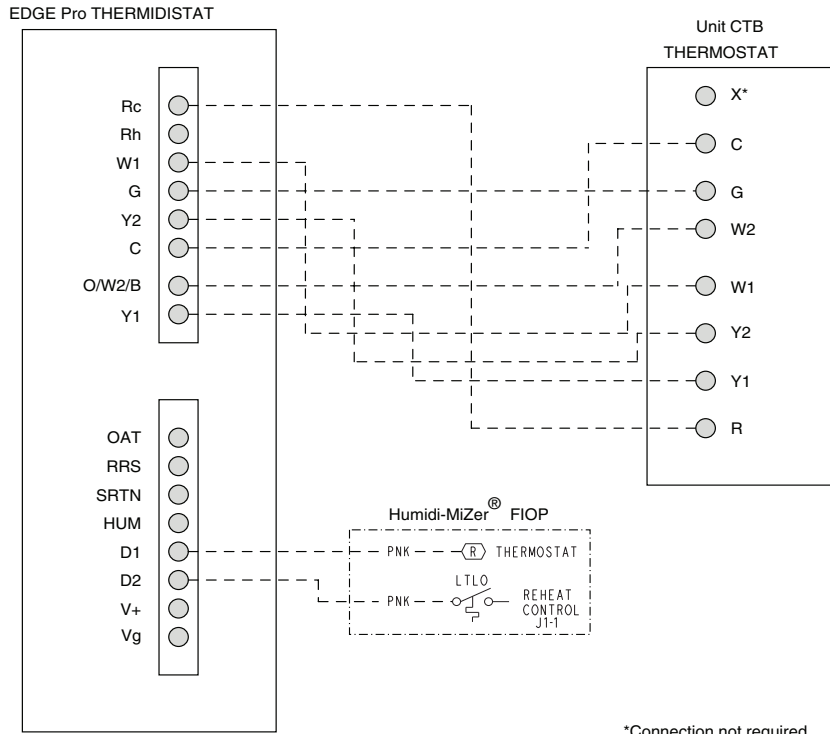 EDGE Pro THERMIDISTAT
Rc
Rh
W1
G
Y2
C
O/W2/B
Y1
OAT
RRS
SRTN
HUM
D1
D2
V+
Vg
Unit CTB
THERMOSTAT
X*
C
G
W2
W1
Y2
Y1
R
Humidi-MiZer® FIOP
PNK R THERMOSTAT
LTLO
PNK REHEAT
CONTROL
J1-1
*Connection not required.